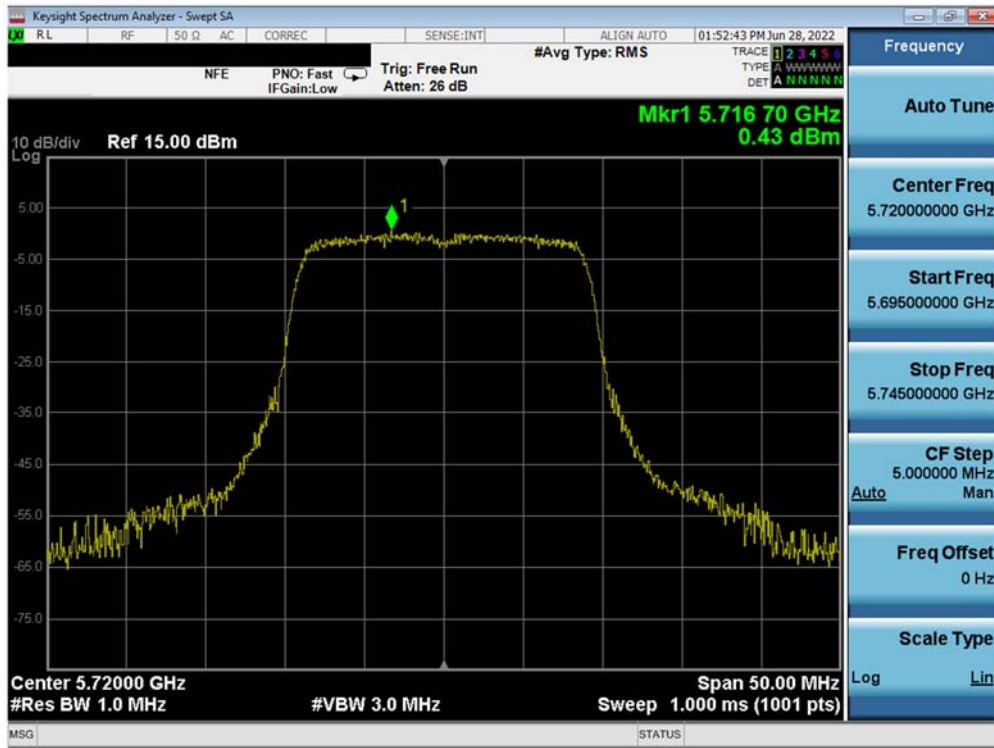 Keysight Spectrum Analyzer - Swept SA
LXI RL RF 50 Ω AC CORREC SENSE:INT ALIGN AUTO 01:52:43 PM Jun 28, 2022
#Avg Type: RMS TRACE 1 2 3 4 5 6
NFE PNO: Fast Trig: Free Run TYPE A WWWWW
IFGain:Low Atten: 26 dB DET A N N N N N
Mkr1 5.716 70 GHz
0.43 dBm
10 dB/div Ref 15.00 dBm
Log
1
5.00
-5.00
-15.0
-25.0
-35.0
-45.0
-55.0
-65.0
-75.0
Center 5.72000 GHz Span 50.00 MHz
#Res BW 1.0 MHz #VBW 3.0 MHz Sweep 1.000 ms (1001 pts)
MSG STATUS
Frequency
Auto Tune
Center Freq
5.720000000 GHz
Start Freq
5.695000000 GHz
Stop Freq
5.745000000 GHz
CF Step
5.000000 MHz
Auto Man
Freq Offset
0 Hz
Scale Type
Log Lin